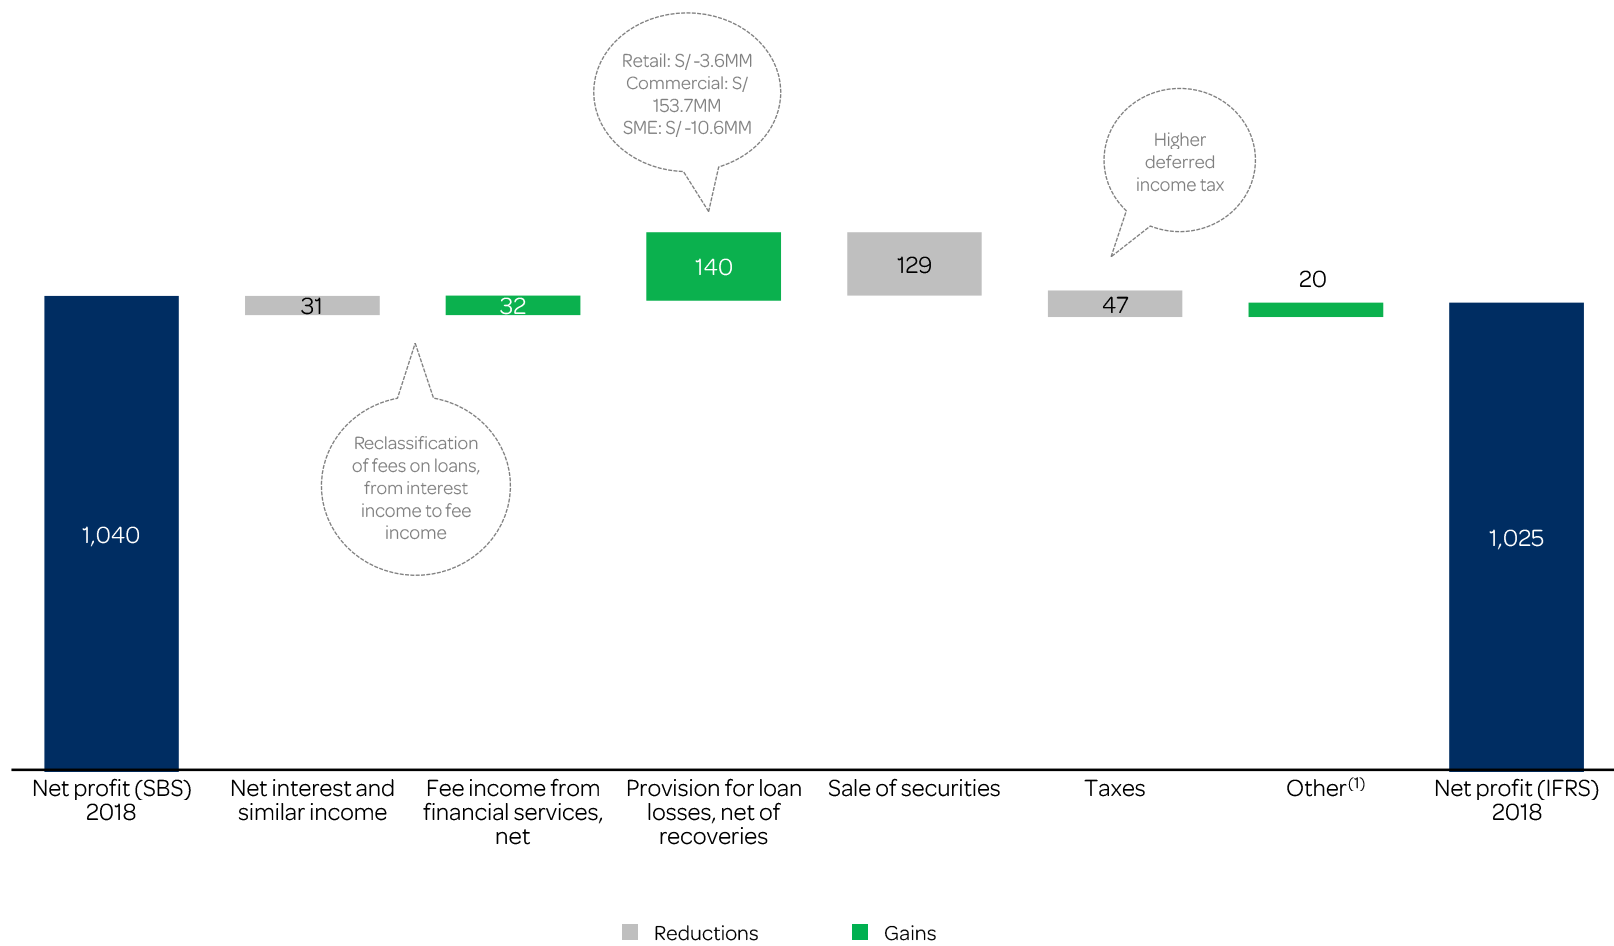 Retail: S/ -3.6MM
Commercial: S/
153.7MM
SME: S/ -10.6MM
Higher
deferred
income tax
140
129
20
31
32
47
Reclassification
of fees on loans,
from interest
income to fee
income
1,040
1,025
Net profit (SBS)
2018
Net interest and
similar income
Fee income from
financial services,
net
Provision for loan
losses, net of
recoveries
Sale of securities
Taxes
Other(1)
Net profit (IFRS)
2018
Reductions
Gains